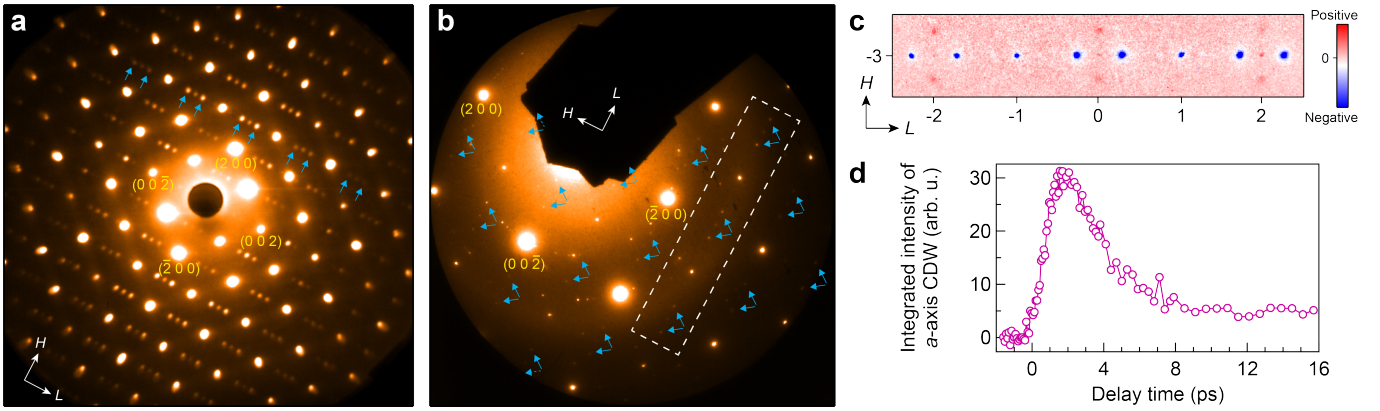 a
(2 0 0)
(0 0 2̄)
(0 0 2)
(2̄ 0 0)
H
L
b
(2 0 0)
H
L
(2̄ 0 0)
(0 0 2̄)
c
-3
H
L
-2
-1
0
1
2
Positive
0
Negative
d
Integrated intensity of
a-axis CDW (arb. u.)
30
20
10
0
0
4
8
12
16
Delay time (ps)